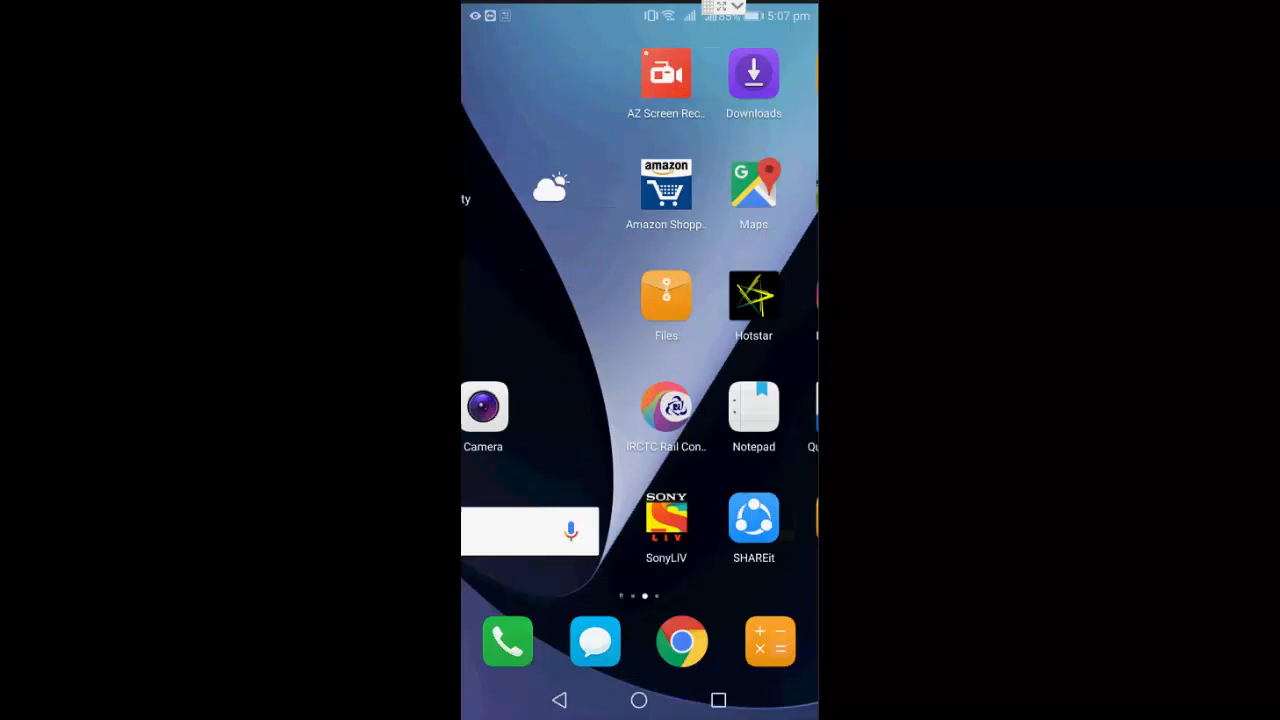 85% 5:07 pm
AZ Screen Rec..
Downloads
amazon
Amazon Shopp..
G
Maps
ty
Files
Hotstar
Camera
IRCTC Rail Con..
Notepad
Qu
SONY
S
LIV
SonyLIV
SHAREit